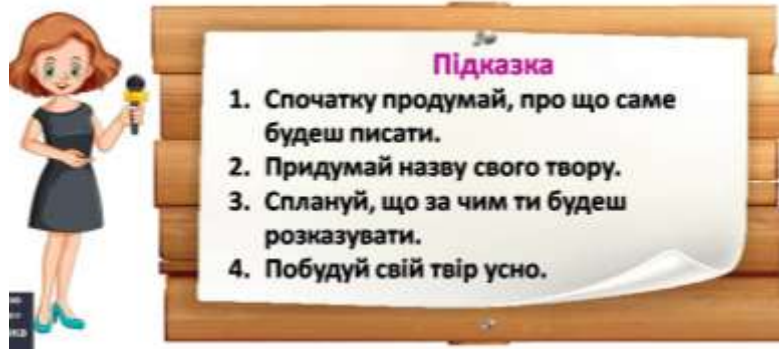 Підказка
1. Спочатку продумай, про що саме
будеш писати.
2. Придумай назву свого твору.
3. Сплануй, що за чим ти будеш
розказувати.
4. Побудуй свій твір усно.